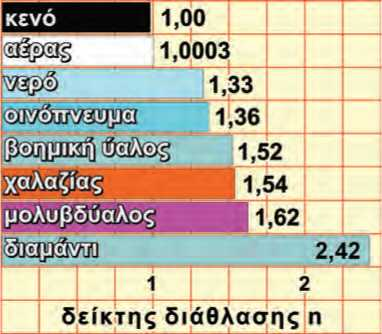 κενό 1,00
αέρας 1,0003
νερό 1,33
οινόπνευμα 1,36
βοημική ύαλος 1,52
χαλαζίας 1,54
μολυβδύαλος 1,62
διαμάντι 2,42
1 2
δείκτης διάθλασης n